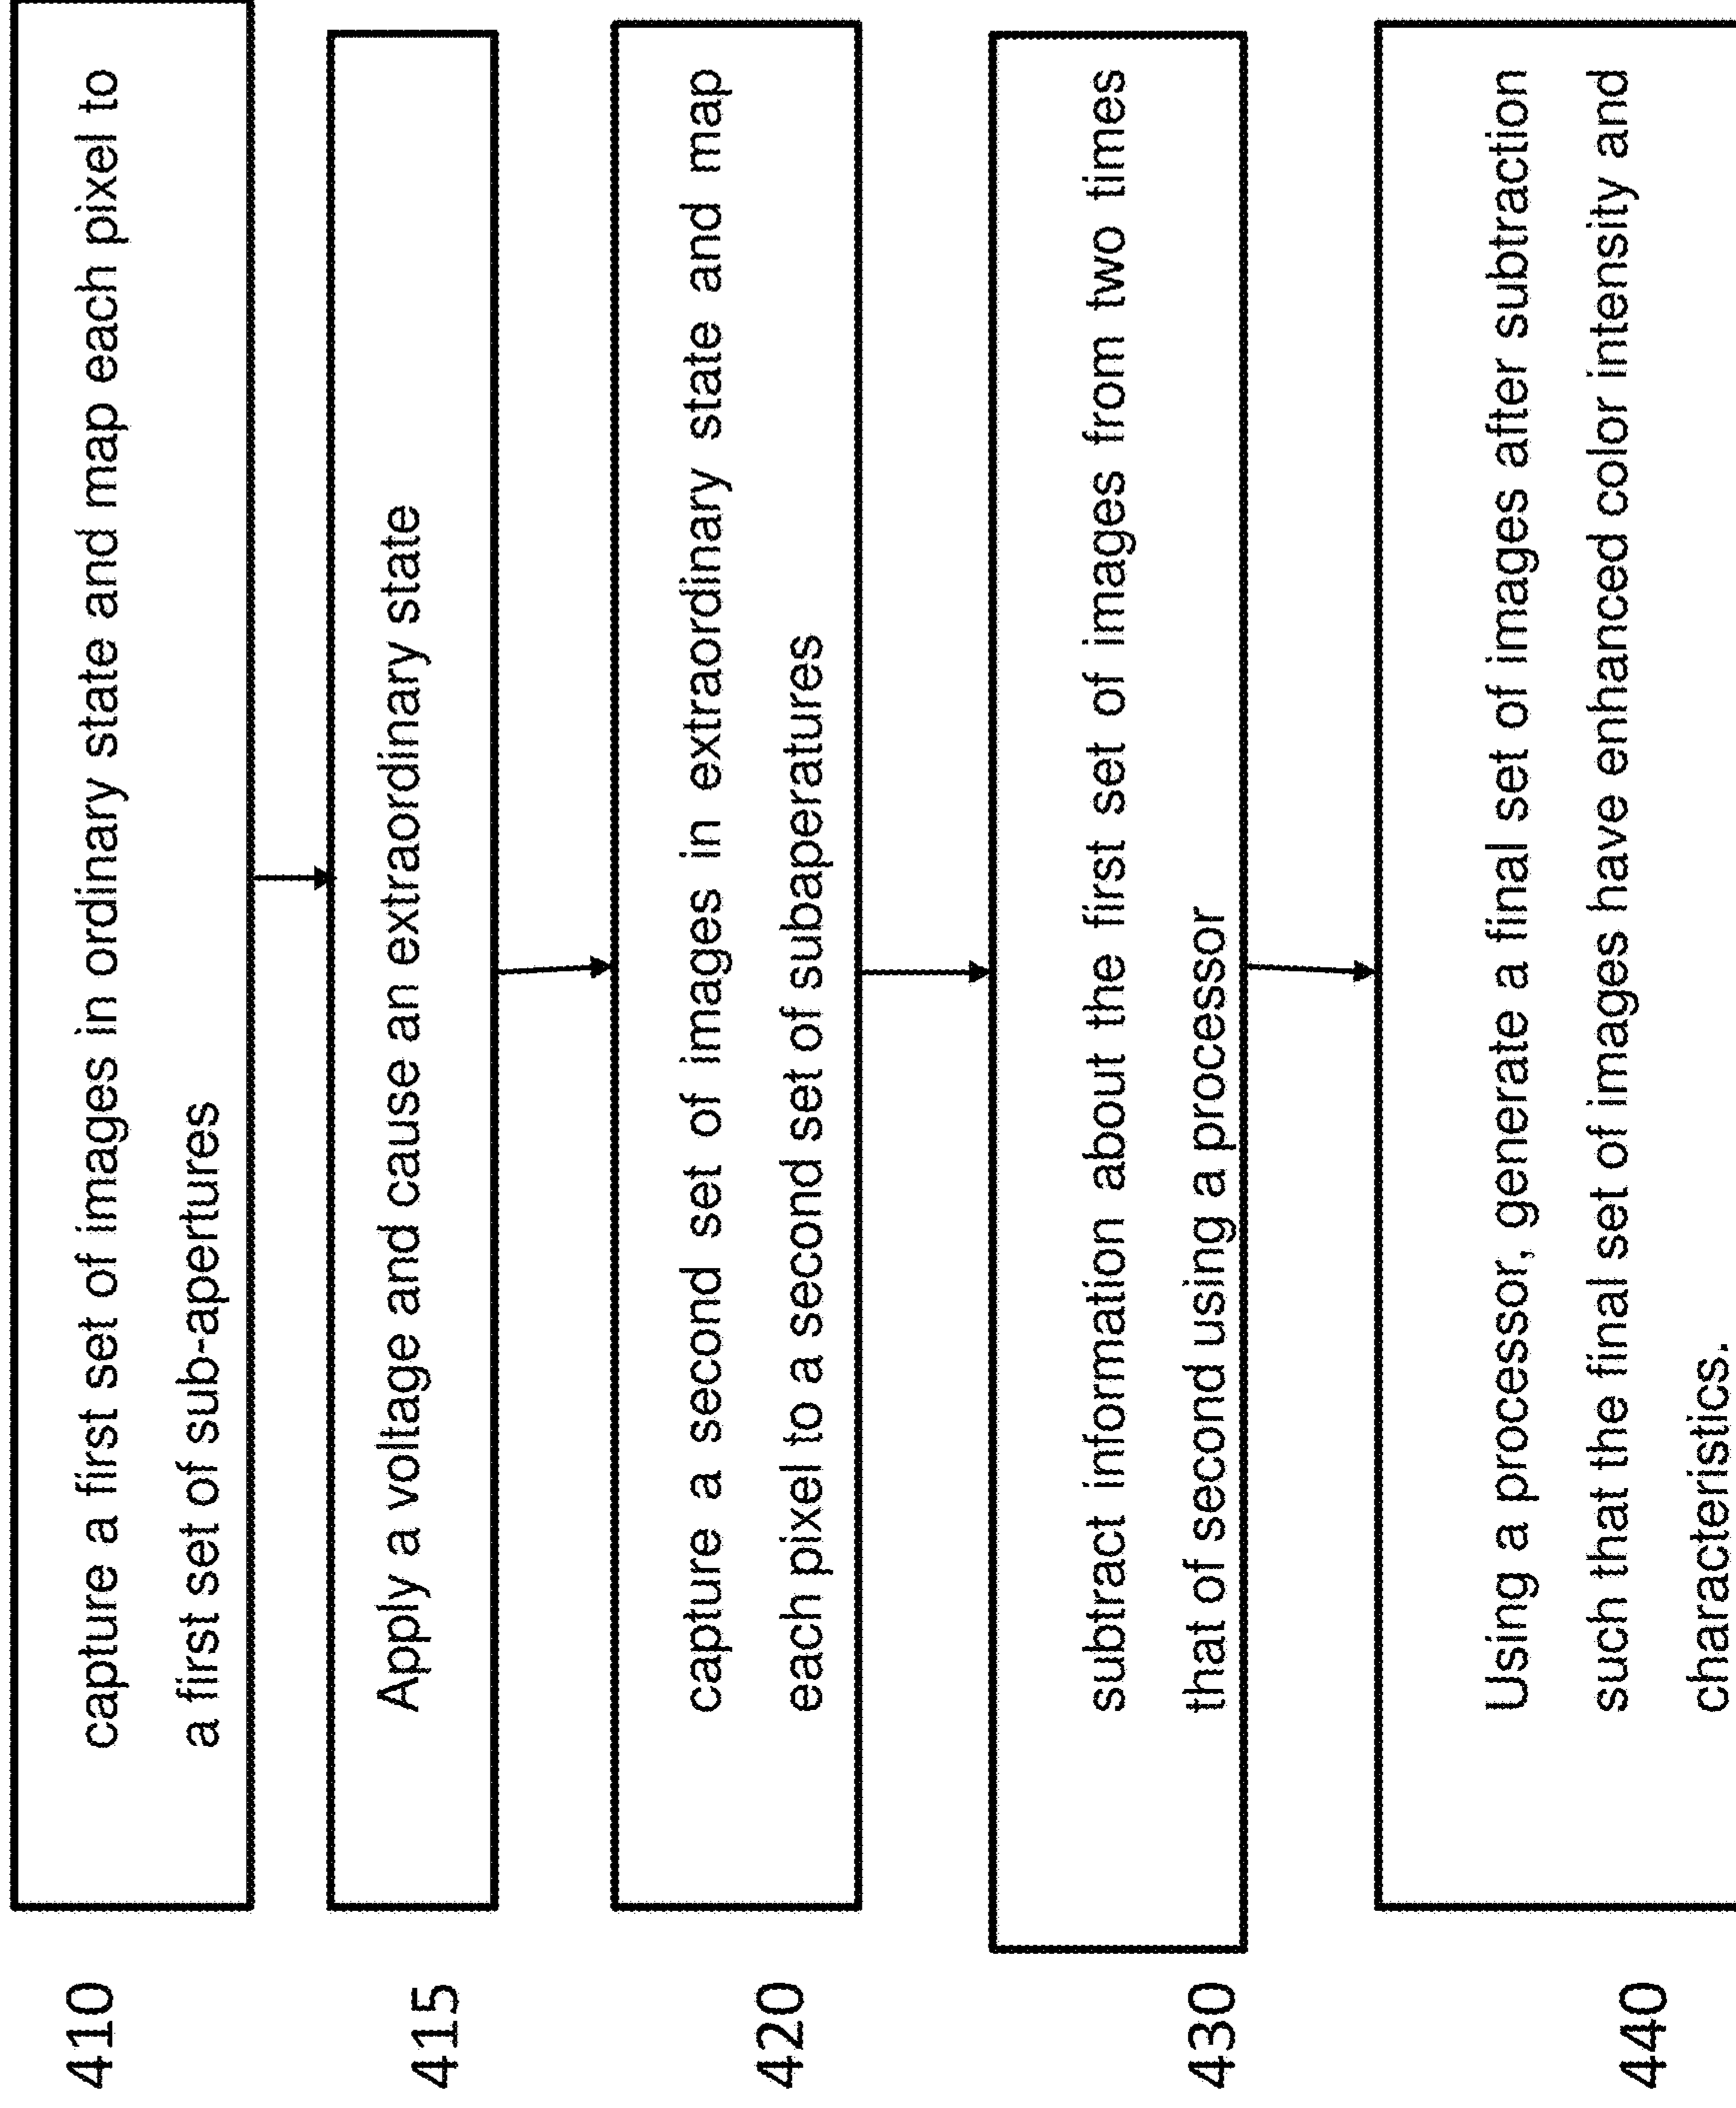 410
capture a first set of images in ordinary state and map each pixel to
a first set of sub-apertures
415
Apply a voltage and cause an extraordinary state
420
capture a second set of images in extraordinary state and map
each pixel to a second set of subaperatures
430
subtract information about the first set of images from two times
that of second using a processor
440
Using a processor, generate a final set of images after subtraction
such that the final set of images have enhanced color intensity and
characteristics.